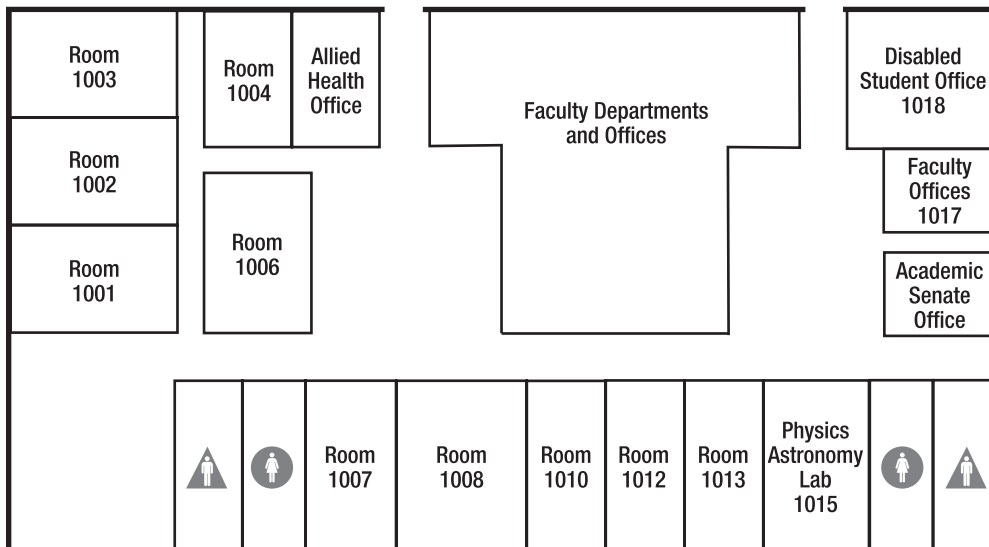 Room
1003
Room
1004
Allied
Health
Office
Faculty Departments
and Offices
Disabled
Student Office
1018
Room
1002
Faculty
Offices
1017
Room
1001
Room
1006
Academic
Senate
Office
Room
1007
Room
1008
Room
1010
Room
1012
Room
1013
Physics
Astronomy
Lab
1015